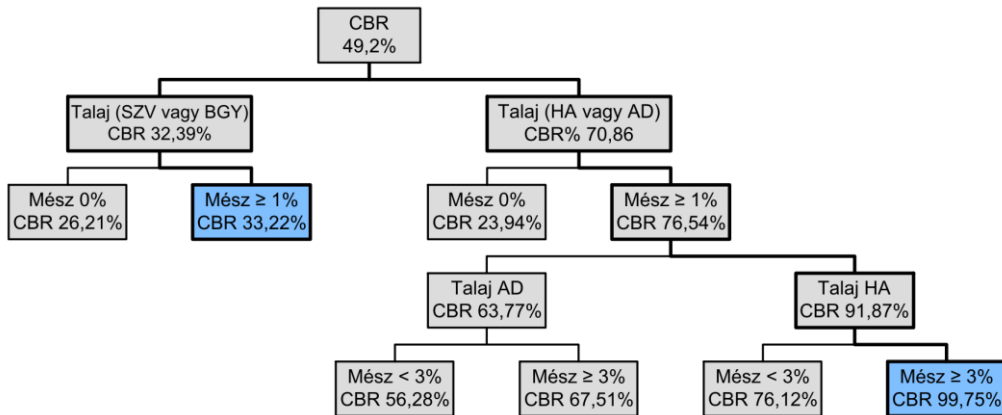 CBR
49,2%
Talaj (SZV vagy BGY)
CBR 32,39%
Talaj (HA vagy AD)
CBR% 70,86
Mész 0%
CBR 26,21%
Mész ≥ 1%
CBR 33,22%
Mész 0%
CBR 23,94%
Mész ≥ 1%
CBR 76,54%
Talaj AD
CBR 63,77%
Talaj HA
CBR 91,87%
Mész < 3%
CBR 56,28%
Mész ≥ 3%
CBR 67,51%
Mész < 3%
CBR 76,12%
Mész ≥ 3%
CBR 99,75%